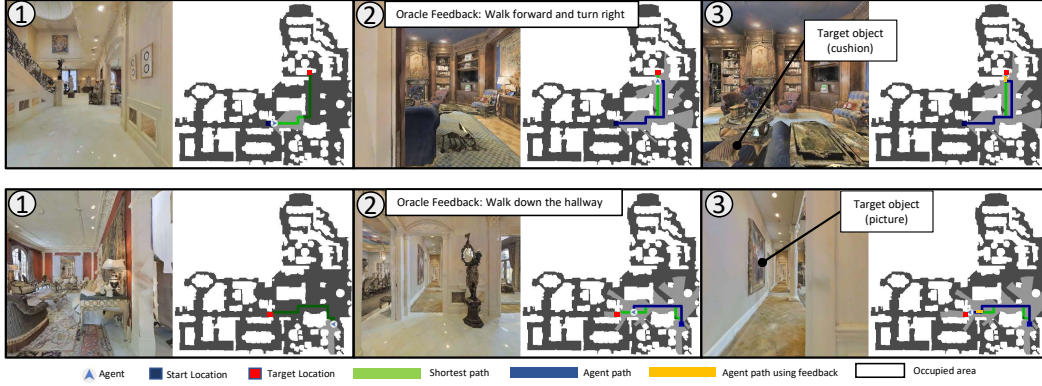 1
2
Oracle Feedback: Walk forward and turn right
3
Target object
(cushion)
1
2
Oracle Feedback: Walk down the hallway
3
Target object
(picture)
Agent
Start Location
Target Location
Shortest path
Agent path
Agent path using feedback
Occupied area